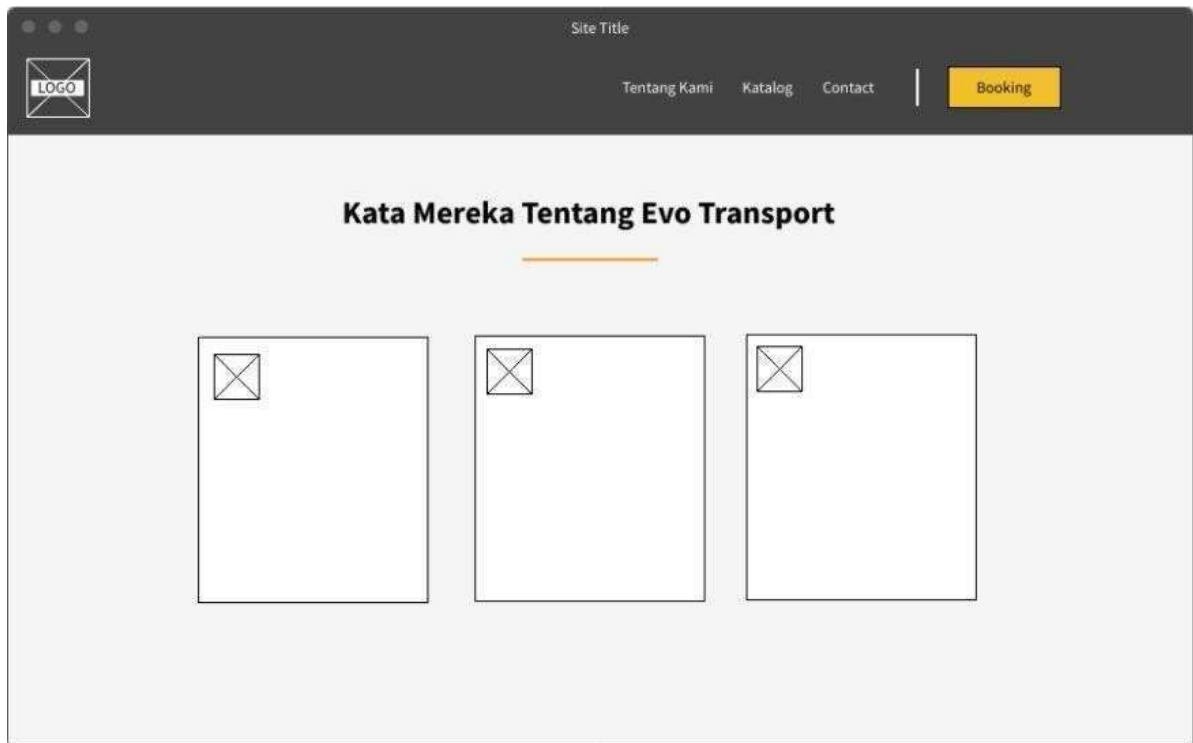 Site Title
LOGO
Tentang Kami Katalog Contact Booking
Kata Mereka Tentang Evo Transport